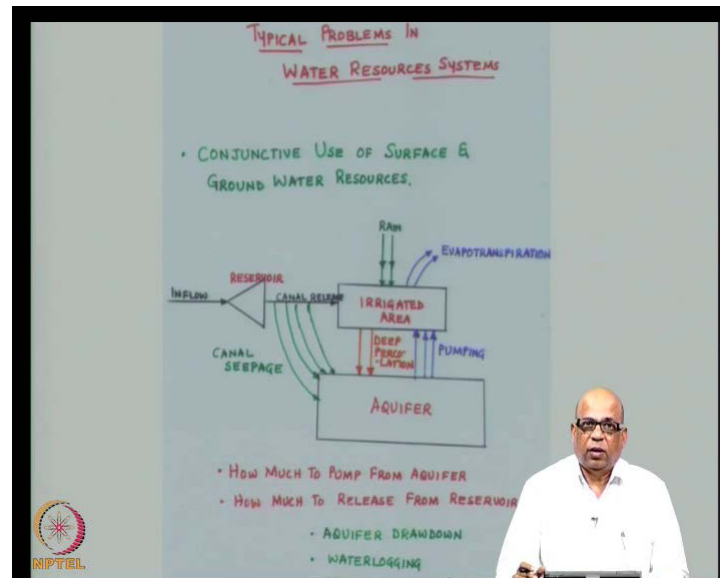 TYPICAL PROBLEMS IN
WATER RESOURCES SYSTEMS
• CONJUNCTIVE USE OF SURFACE &
GROUND WATER RESOURCES.
RAIN
EVAPOTRANSPIRATION
RESERVOIR
INFLOW
CANAL RELEASE
IRRIGATED
AREA
CANAL
SEEPAGE
DEEP
PERCO
-LATION
PUMPING
AQUIFER
• HOW MUCH TO PUMP FROM AQUIFER
• HOW MUCH TO RELEASE FROM RESERVOIR
• AQUIFER DRAWDOWN
• WATERLOGGING
NPTEL